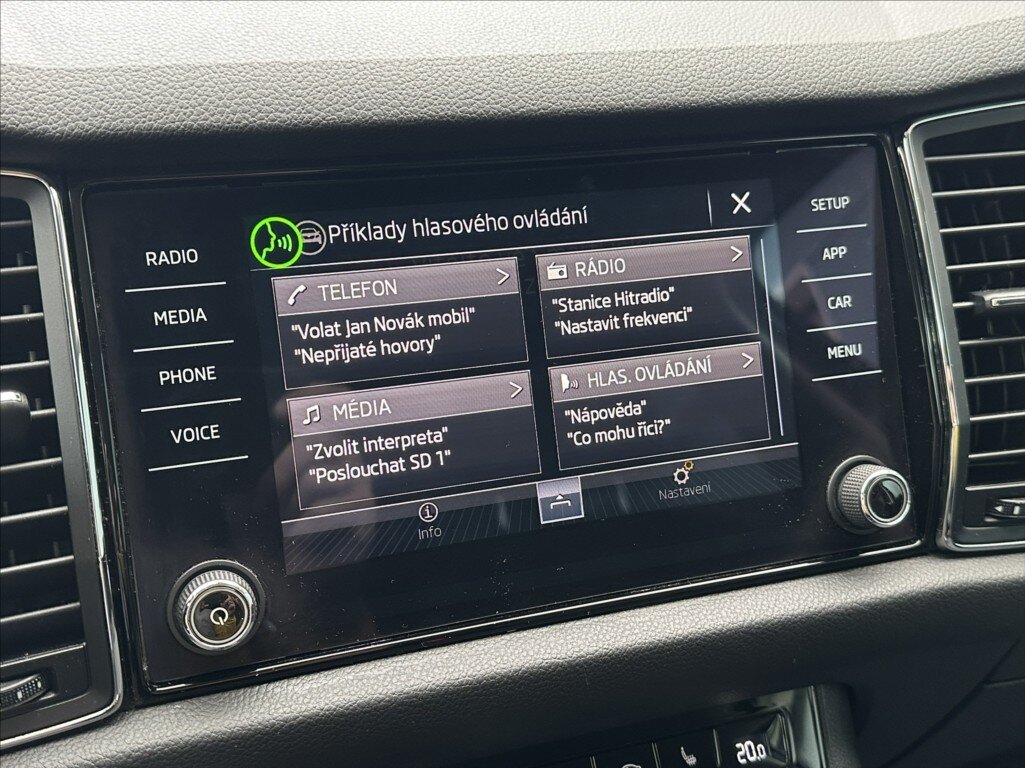 RADIO
MEDIA
PHONE
VOICE
Příklady hlasového ovládání
TELEFON
"Volat Jan Novák mobil"
"Nepřijaté hovory"
RÁDIO
"Stanice Hitradio"
"Nastavit frekvenci"
MÉDIA
"Zvolit interpreta"
"Poslouchat SD 1"
HLAS. OVLÁDÁNÍ
"Nápověda"
"Co mohu říci?"
Info
Nastavení
SETUP
APP
CAR
MENU
20.0